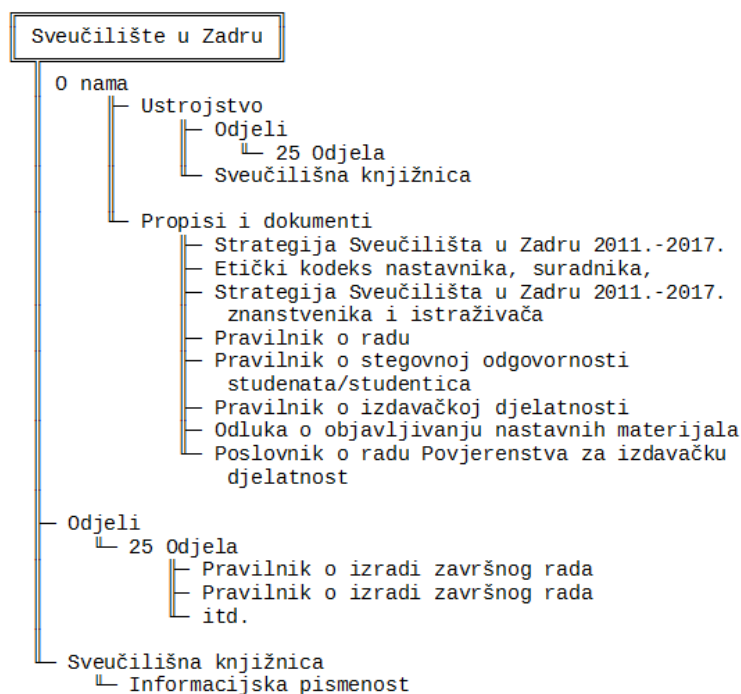 Sveučilište u Zadru
O nama
Ustrojstvo
Odjeli
25 Odjela
Sveučilišna knjižnica
Propisi i dokumenti
Strategija Sveučilišta u Zadru 2011.-2017.
Etički kodeks nastavnika, suradnika,
Strategija Sveučilišta u Zadru 2011.-2017.
znanstvenika i istraživača
Pravilnik o radu
Pravilnik o stegovnoj odgovornosti
studenata/studentica
Pravilnik o izdavačkoj djelatnosti
Odluka o objavljivanju nastavnih materijala
Poslovnik o radu Povjerenstva za izdavačku
djelatnost
Odjeli
25 Odjela
Pravilnik o izradi završnog rada
Pravilnik o izradi završnog rada
itd.
Sveučilišna knjižnica
Informacijska pismenost